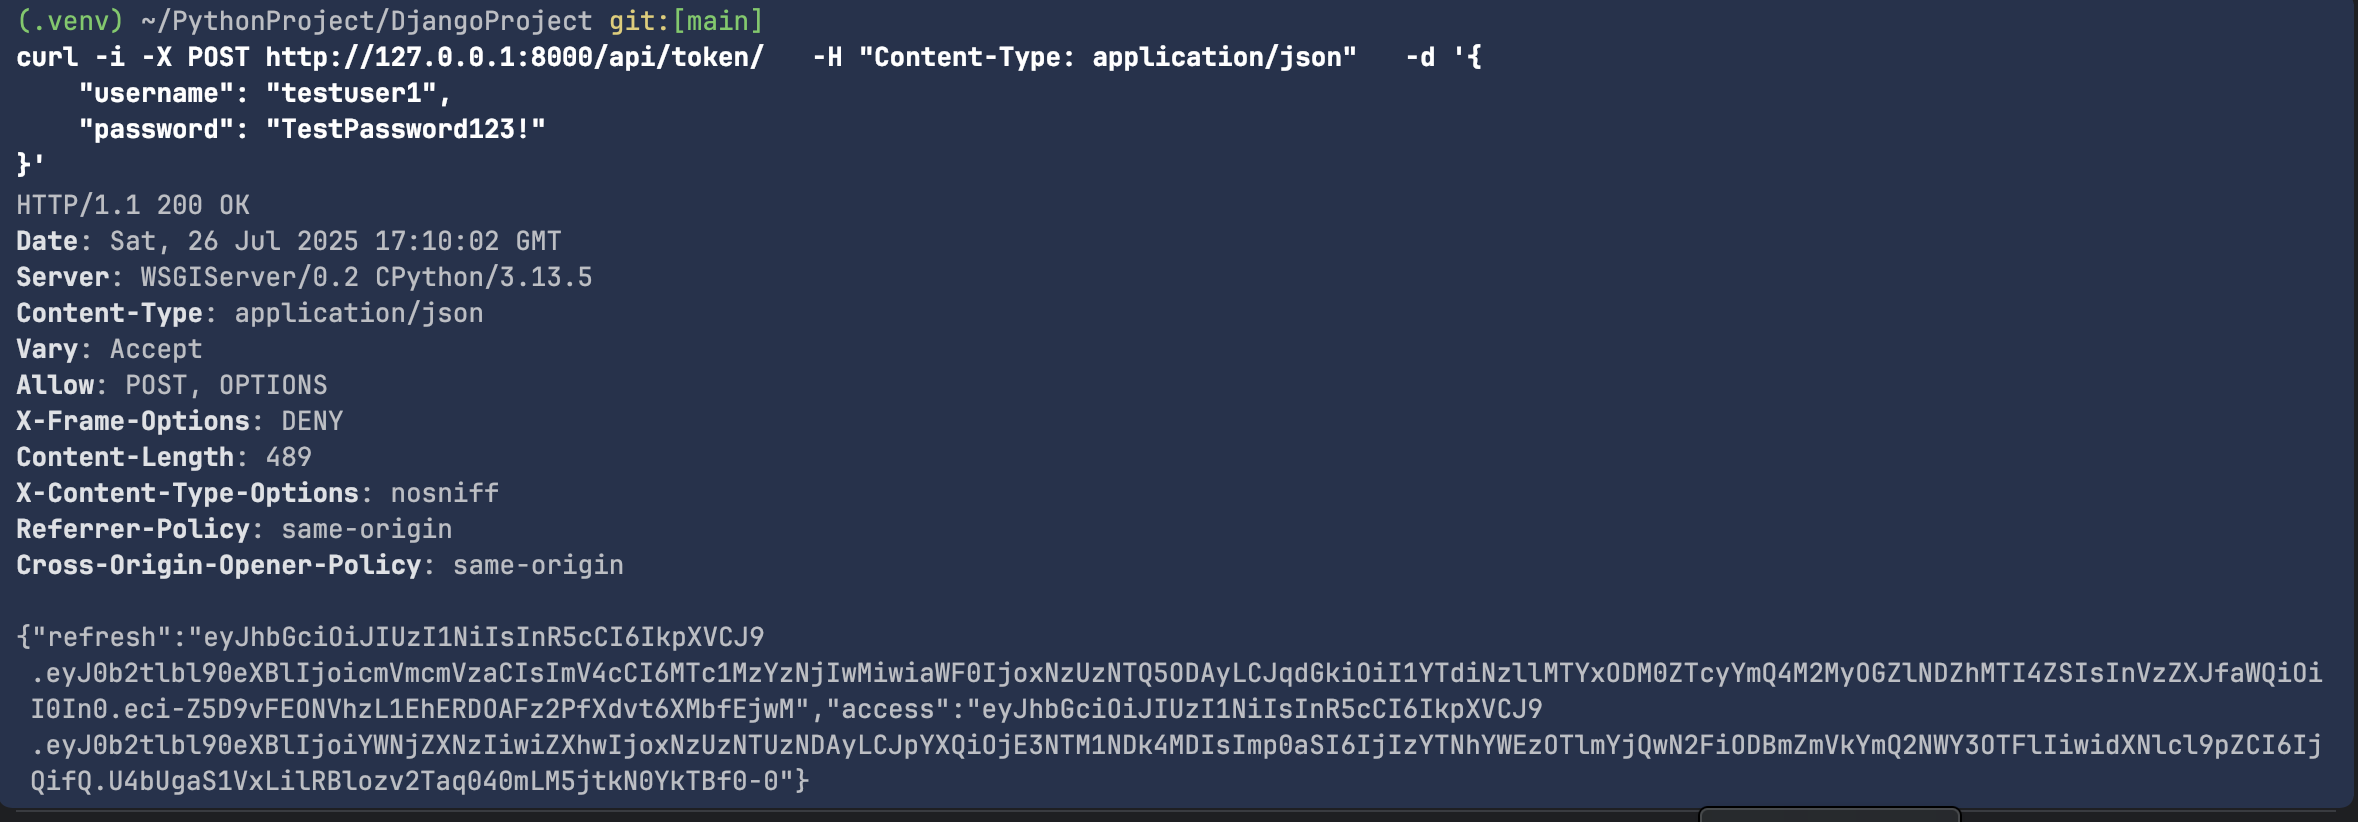 (.venv) ~/PythonProject/DjangoProject git:[main]
curl -i -X POST http://127.0.0.1:8000/api/token/   -H "Content-Type: application/json"   -d '{
    "username": "testuser1",
    "password": "TestPassword123!"
}'
HTTP/1.1 200 OK
Date: Sat, 26 Jul 2025 17:10:02 GMT
Server: WSGIServer/0.2 CPython/3.13.5
Content-Type: application/json
Vary: Accept
Allow: POST, OPTIONS
X-Frame-Options: DENY
Content-Length: 489
X-Content-Type-Options: nosniff
Referrer-Policy: same-origin
Cross-Origin-Opener-Policy: same-origin

{"refresh":"eyJhbGciOiJIUzI1NiIsInR5cCI6IkpXVCJ9
.eyJ0b2tlbl90eXBlIjoicmVmcmVzaCIsImV4cCI6MTc1MzYzNjIwMiwiaWF0IjoxNzUzNTQ5ODAyLCJqdGkiOiI1YTdiNzllMTYxODM0ZTcyYmQ4M2MyOGZlNDZhMTI4ZSIsInVzZXJfaWQiOi
I0In0.eci-Z5D9vFEONVhzL1EhERDOAFz2PfXdvt6XMbfEjwM","access":"eyJhbGciOiJIUzI1NiIsInR5cCI6IkpXVCJ9
.eyJ0b2tlbl90eXBlIjoiYWNjZXNzIiwiZXhwIjoxNzUzNTUzNDAyLCJpYXQiOjE3NTM1NDk4MDIsImp0aSI6IjIzYTNhYWEzOTlmYjQwN2FiODBmZmVkYmQ2NWY3OTFlIiwidXNlcl9pZCI6Ij
QifQ.U4bUgaS1VxLilRBlozv2Taq040mLM5jtkN0YkTBf0-0"}